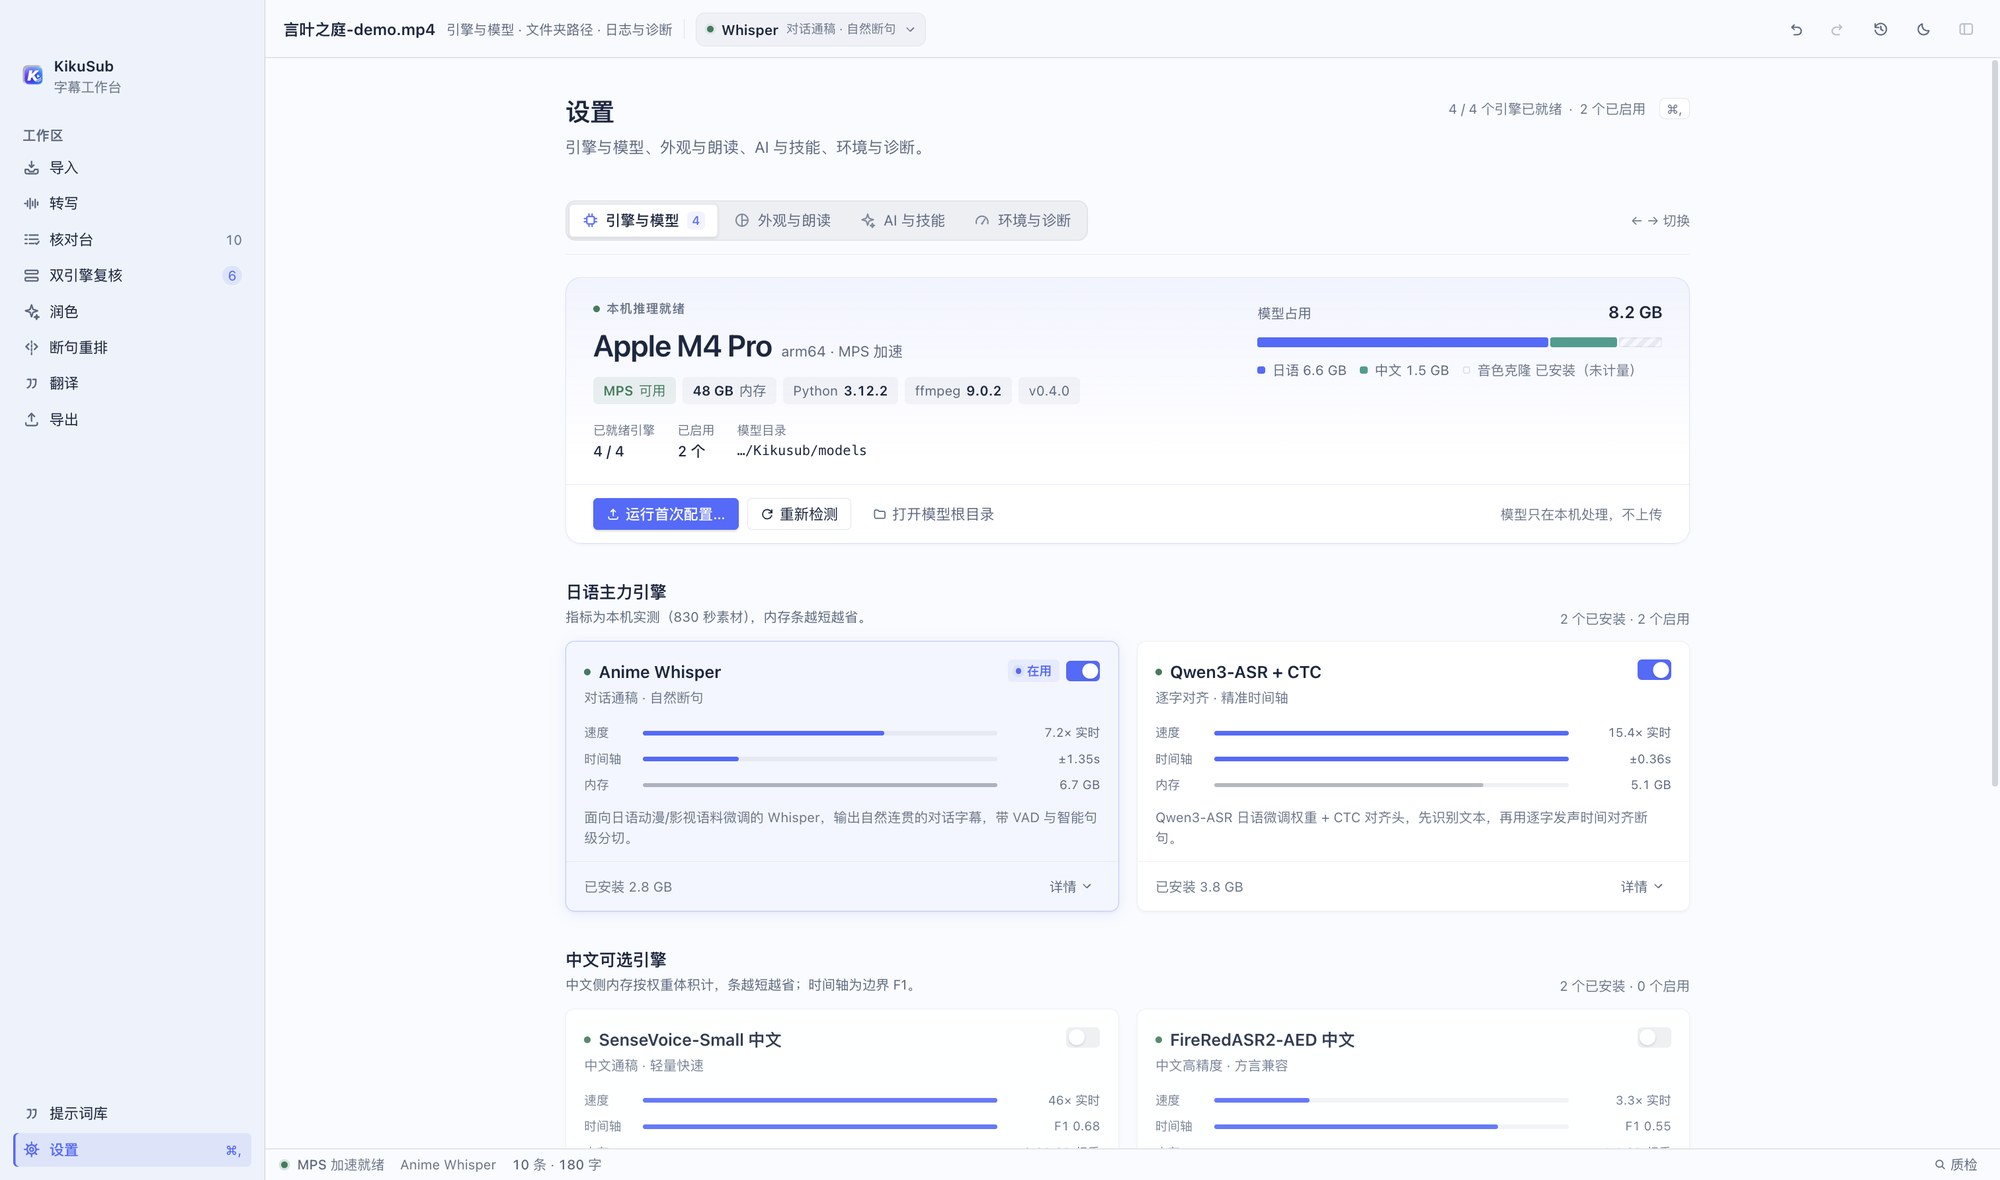 言叶之庭-demo.mp4 引擎与模型 · 文件夹路径 · 日志与诊断 Whisper 对话通稿 · 自然断句
KikuSub
字幕工作台
工作区
导入
转写
核对台 10
双引擎复核 6
润色
断句重排
翻译
导出
提示词库
设置 ⌘,
设置
4 / 4 个引擎已就绪 · 2 个已启用 ⌘,
引擎与模型、外观与朗读、AI 与技能、环境与诊断。
引擎与模型 4 外观与朗读 AI 与技能 环境与诊断 ← → 切换
本机推理就绪
Apple M4 Pro arm64 · MPS 加速
MPS 可用 48 GB 内存 Python 3.12.2 ffmpeg 9.0.2 v0.4.0
已就绪引擎 已启用 模型目录
4 / 4 2 个 …/Kikusub/models
模型占用 8.2 GB
日语 6.6 GB 中文 1.5 GB 音色克隆 已安装（未计量）
运行首次配置... 重新检测 打开模型根目录 模型只在本机处理，不上传
日语主力引擎
指标为本机实测（830 秒素材），内存条越短越省。 2 个已安装 · 2 个启用
Anime Whisper 在用
对话通稿 · 自然断句
速度 7.2× 实时
时间轴 ±1.35s
内存 6.7 GB
面向日语动漫/影视语料微调的 Whisper，输出自然连贯的对话字幕，带 VAD 与智能句
级分切。
已安装 2.8 GB 详情
Qwen3-ASR + CTC
逐字对齐 · 精准时间轴
速度 15.4× 实时
时间轴 ±0.36s
内存 5.1 GB
Qwen3-ASR 日语微调权重 + CTC 对齐头，先识别文本，再用逐字发声时间对齐断
句。
已安装 3.8 GB 详情
中文可选引擎
中文侧内存按权重体积计，条越短越省；时间轴为边界 F1。 2 个已安装 · 0 个启用
SenseVoice-Small 中文
中文通稿 · 轻量快速
速度 46× 实时
时间轴 F1 0.68
FireRedASR2-AED 中文
中文高精度 · 方言兼容
速度 3.3× 实时
时间轴 F1 0.55
MPS 加速就绪 Anime Whisper 10 条 · 180 字 质检